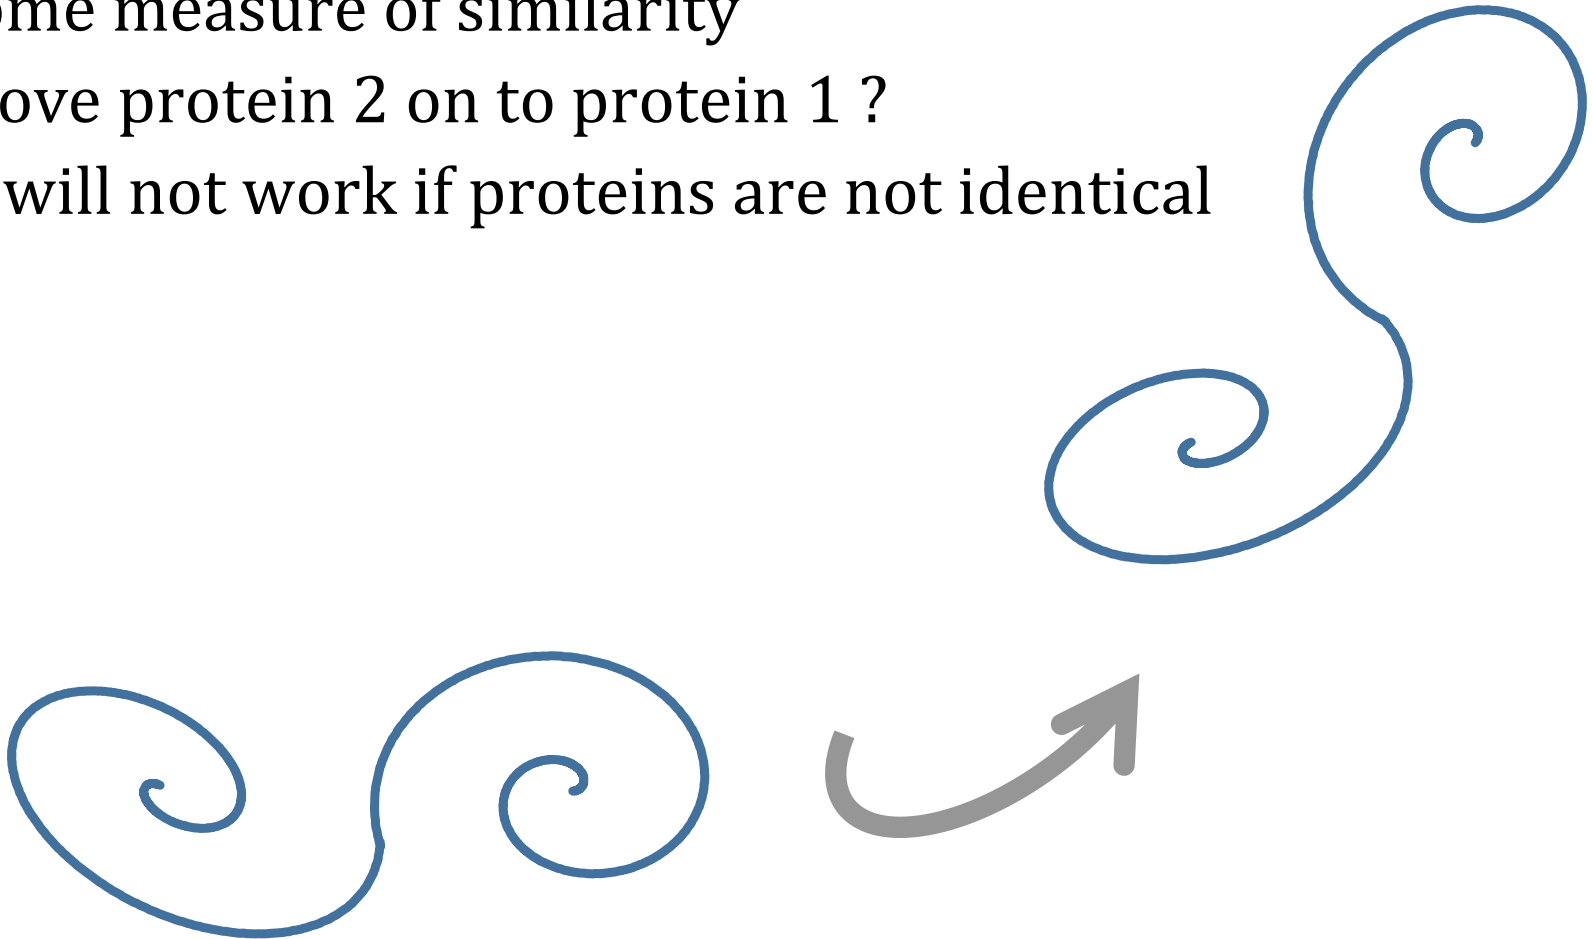 ome measure of similarity
ove protein 2 on to protein 1 ?
will not work if proteins are not identical